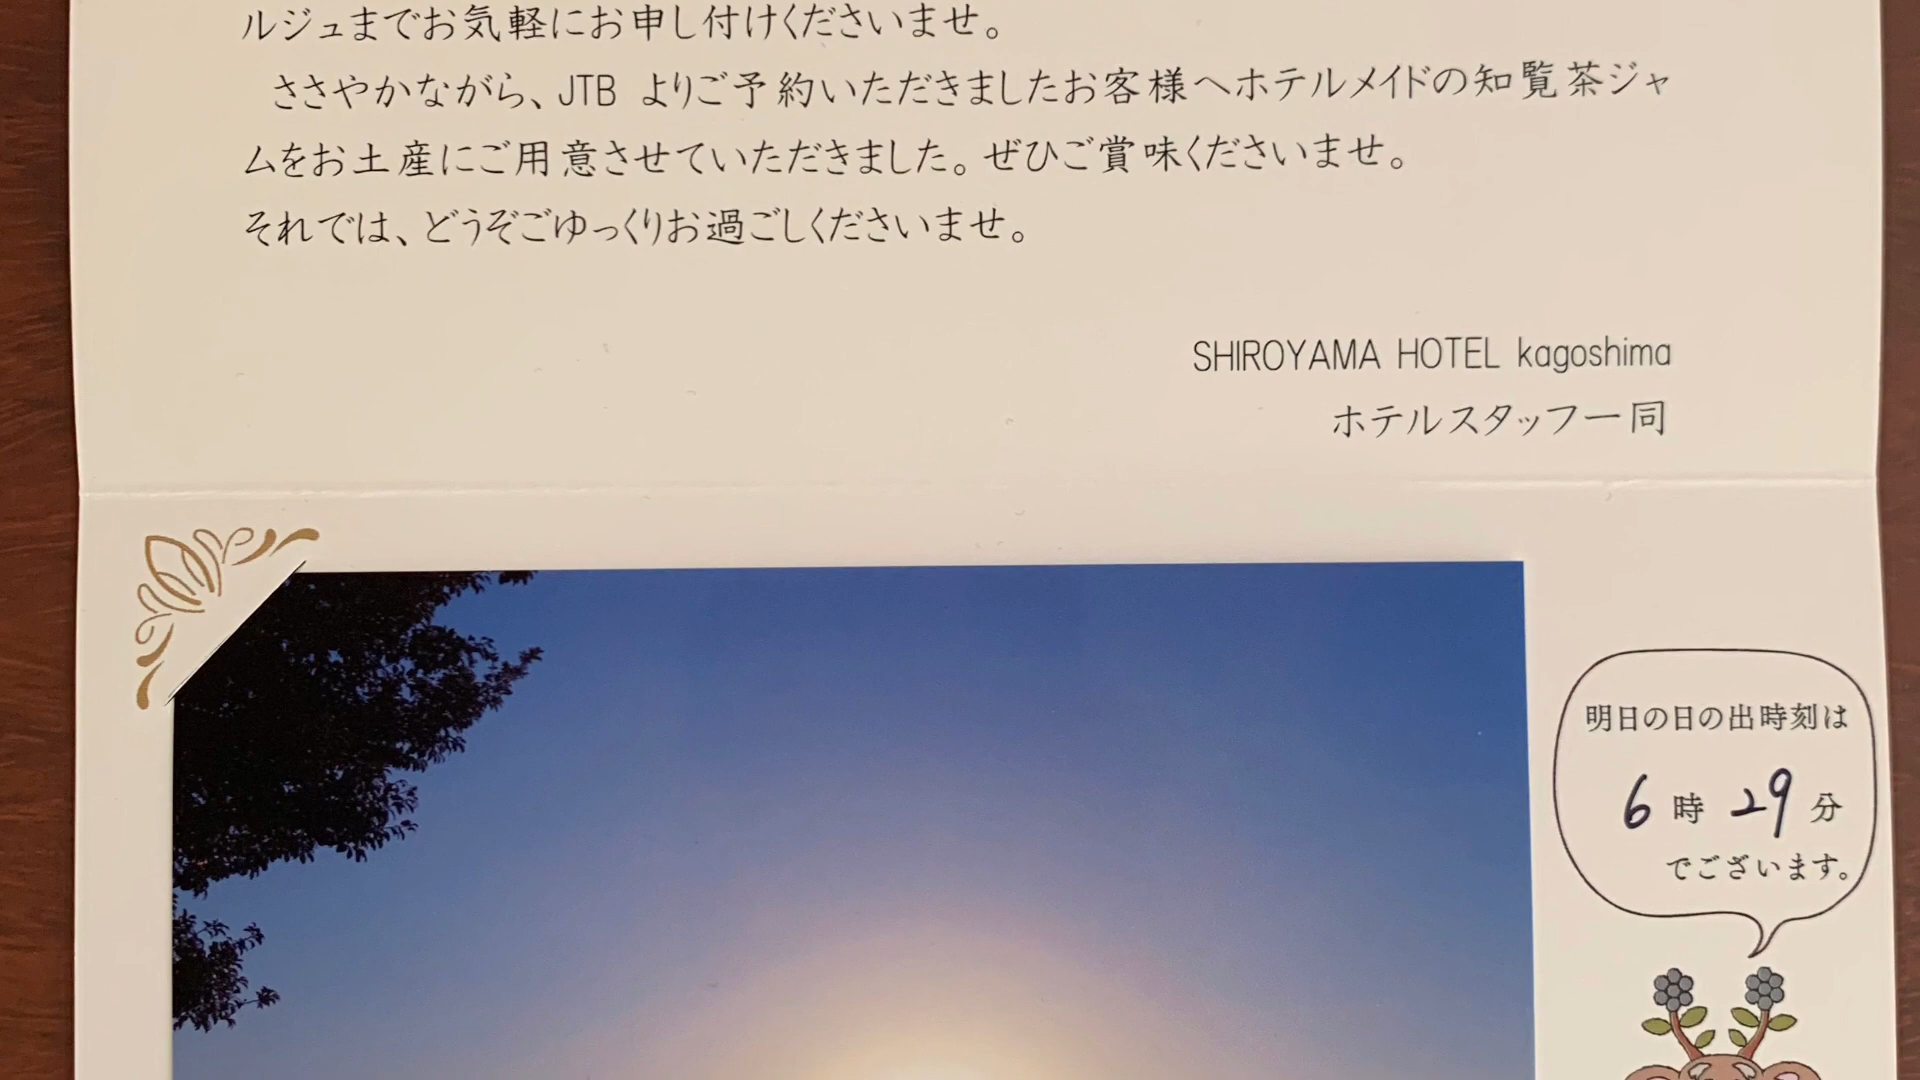 ルジュまでお気軽にお申し付けくださいませ。
ささやかながら、JTB よりご予約いただきましたお客様へホテルメイドの知覧茶ジャ
ムをお土産にご用意させていただきました。ぜひご賞味くださいませ。
それでは、どうぞごゆっくりお過ごしくださいませ。
SHIROYAMA HOTEL kagoshima
ホテルスタッフ一同
明日の日の出時刻は
6 時 29 分
でございます。